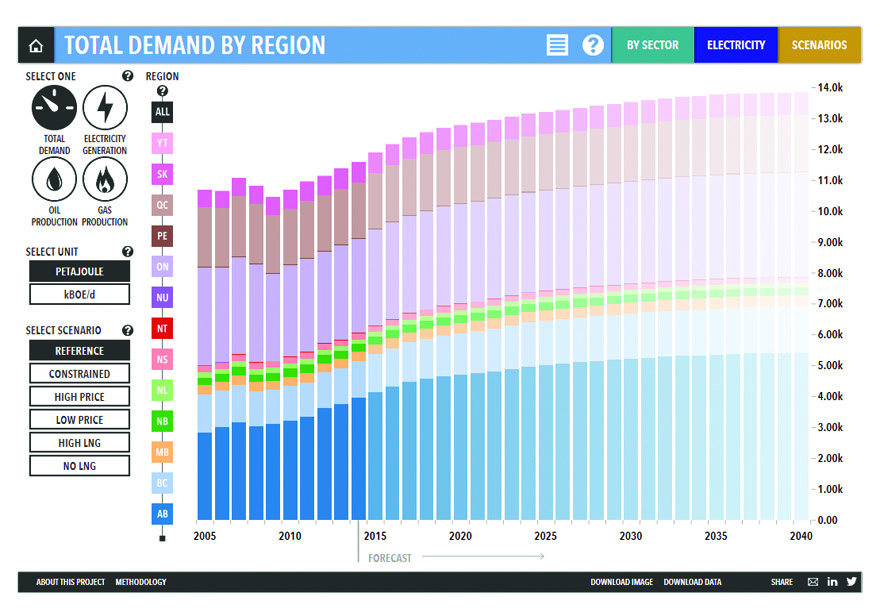 TOTAL DEMAND BY REGION
?
BY SECTOR
ELECTRICITY
SCENARIOS
SELECT ONE
?
TOTAL
DEMAND
ELECTRICITY
GENERATION
OIL
PRODUCTION
GAS
PRODUCTION
SELECT UNIT
?
PETAJOULE
kBOE/d
SELECT SCENARIO
?
REFERENCE
CONSTRAINED
HIGH PRICE
LOW PRICE
HIGH LNG
NO LNG
REGION
?
ALL
YT
SK
QC
PE
ON
NU
NT
NS
NL
NB
MB
BC
AB
14.0k
13.0k
12.0k
11.0k
10.0k
9.00k
8.00k
7.00k
6.00k
5.00k
4.00k
3.00k
2.00k
1.00k
0.00
2005
2010
2015
2020
2025
2030
2035
2040
FORECAST
ABOUT THIS PROJECT
METHODOLOGY
DOWNLOAD IMAGE
DOWNLOAD DATA
SHARE
in